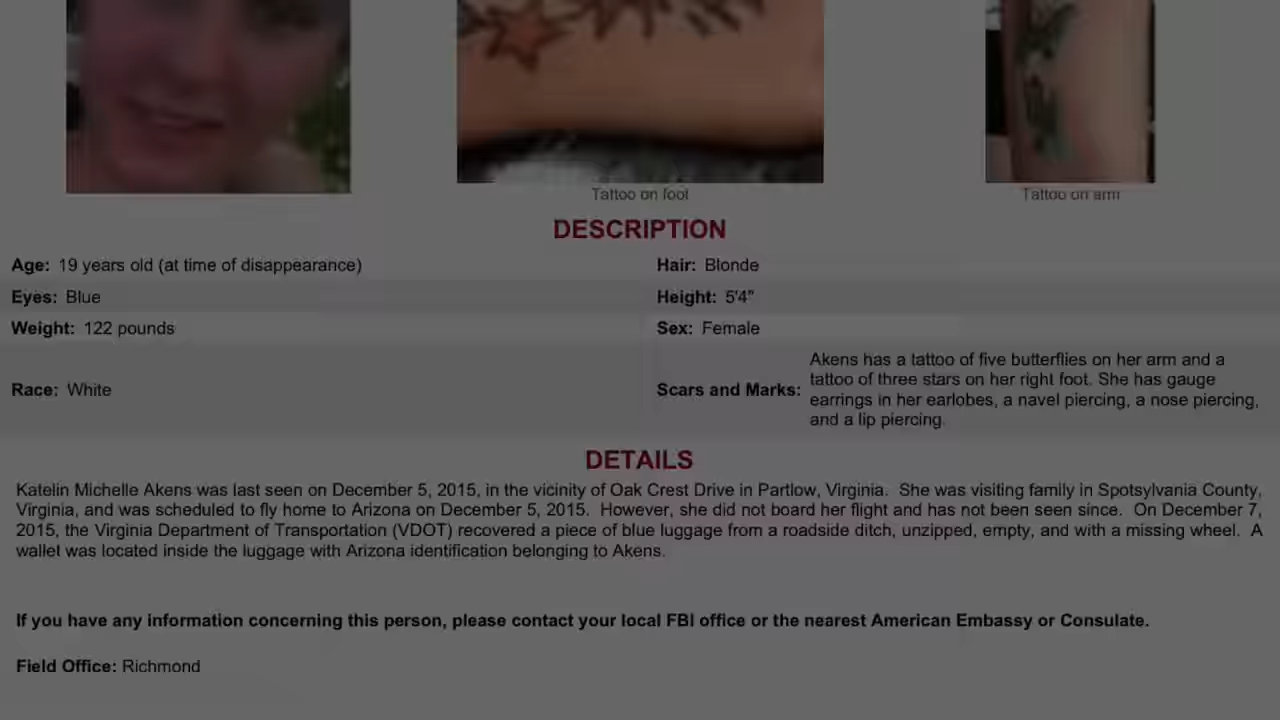 Tattoo on foot
Tattoo on arm
DESCRIPTION
Age: 19 years old (at time of disappearance)
Hair: Blonde
Eyes: Blue
Height: 5'4"
Weight: 122 pounds
Sex: Female
Race: White
Scars and Marks: Akens has a tattoo of five butterflies on her arm and a
tattoo of three stars on her right foot. She has gauge
earrings in her earlobes, a navel piercing, a nose piercing,
and a lip piercing.
DETAILS
Katelin Michelle Akens was last seen on December 5, 2015, in the vicinity of Oak Crest Drive in Partlow, Virginia. She was visiting family in Spotsylvania County,
Virginia, and was scheduled to fly home to Arizona on December 5, 2015. However, she did not board her flight and has not been seen since. On December 7,
2015, the Virginia Department of Transportation (VDOT) recovered a piece of blue luggage from a roadside ditch, unzipped, empty, and with a missing wheel. A
wallet was located inside the luggage with Arizona identification belonging to Akens.
If you have any information concerning this person, please contact your local FBI office or the nearest American Embassy or Consulate.
Field Office: Richmond